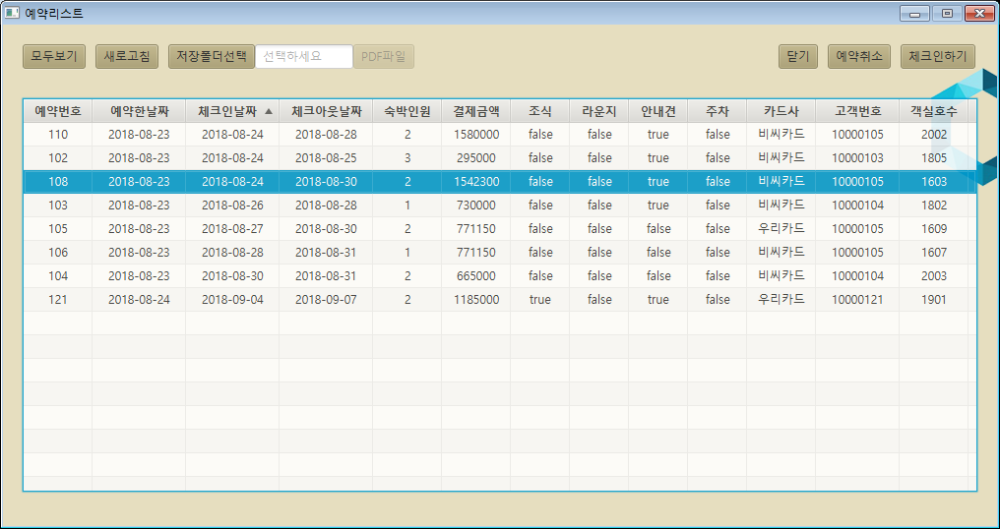 예약리스트
모두보기 새로고침 저장폴더선택 선택하세요 PDF파일 닫기 예약취소 체크인하기
예약번호 예약한날짜 체크인날짜 체크아웃날짜 숙박인원 결제금액 조식 라운지 안내견 주차 카드사 고객번호 객실호수
110 2018-08-23 2018-08-24 2018-08-28 2 1580000 false false true false 비씨카드 10000105 2002
102 2018-08-23 2018-08-24 2018-08-25 3 295000 false false true false 비씨카드 10000103 1805
108 2018-08-23 2018-08-24 2018-08-30 2 1542300 false false true false 비씨카드 10000105 1603
103 2018-08-23 2018-08-26 2018-08-28 1 730000 false false true false 비씨카드 10000104 1802
105 2018-08-23 2018-08-27 2018-08-30 2 771150 false false false false 우리카드 10000105 1609
106 2018-08-23 2018-08-28 2018-08-31 1 771150 false false false false 비씨카드 10000105 1607
104 2018-08-23 2018-08-30 2018-08-31 2 665000 false false false false 비씨카드 10000104 2003
121 2018-08-24 2018-09-04 2018-09-07 2 1185000 true false true false 우리카드 10000121 1901